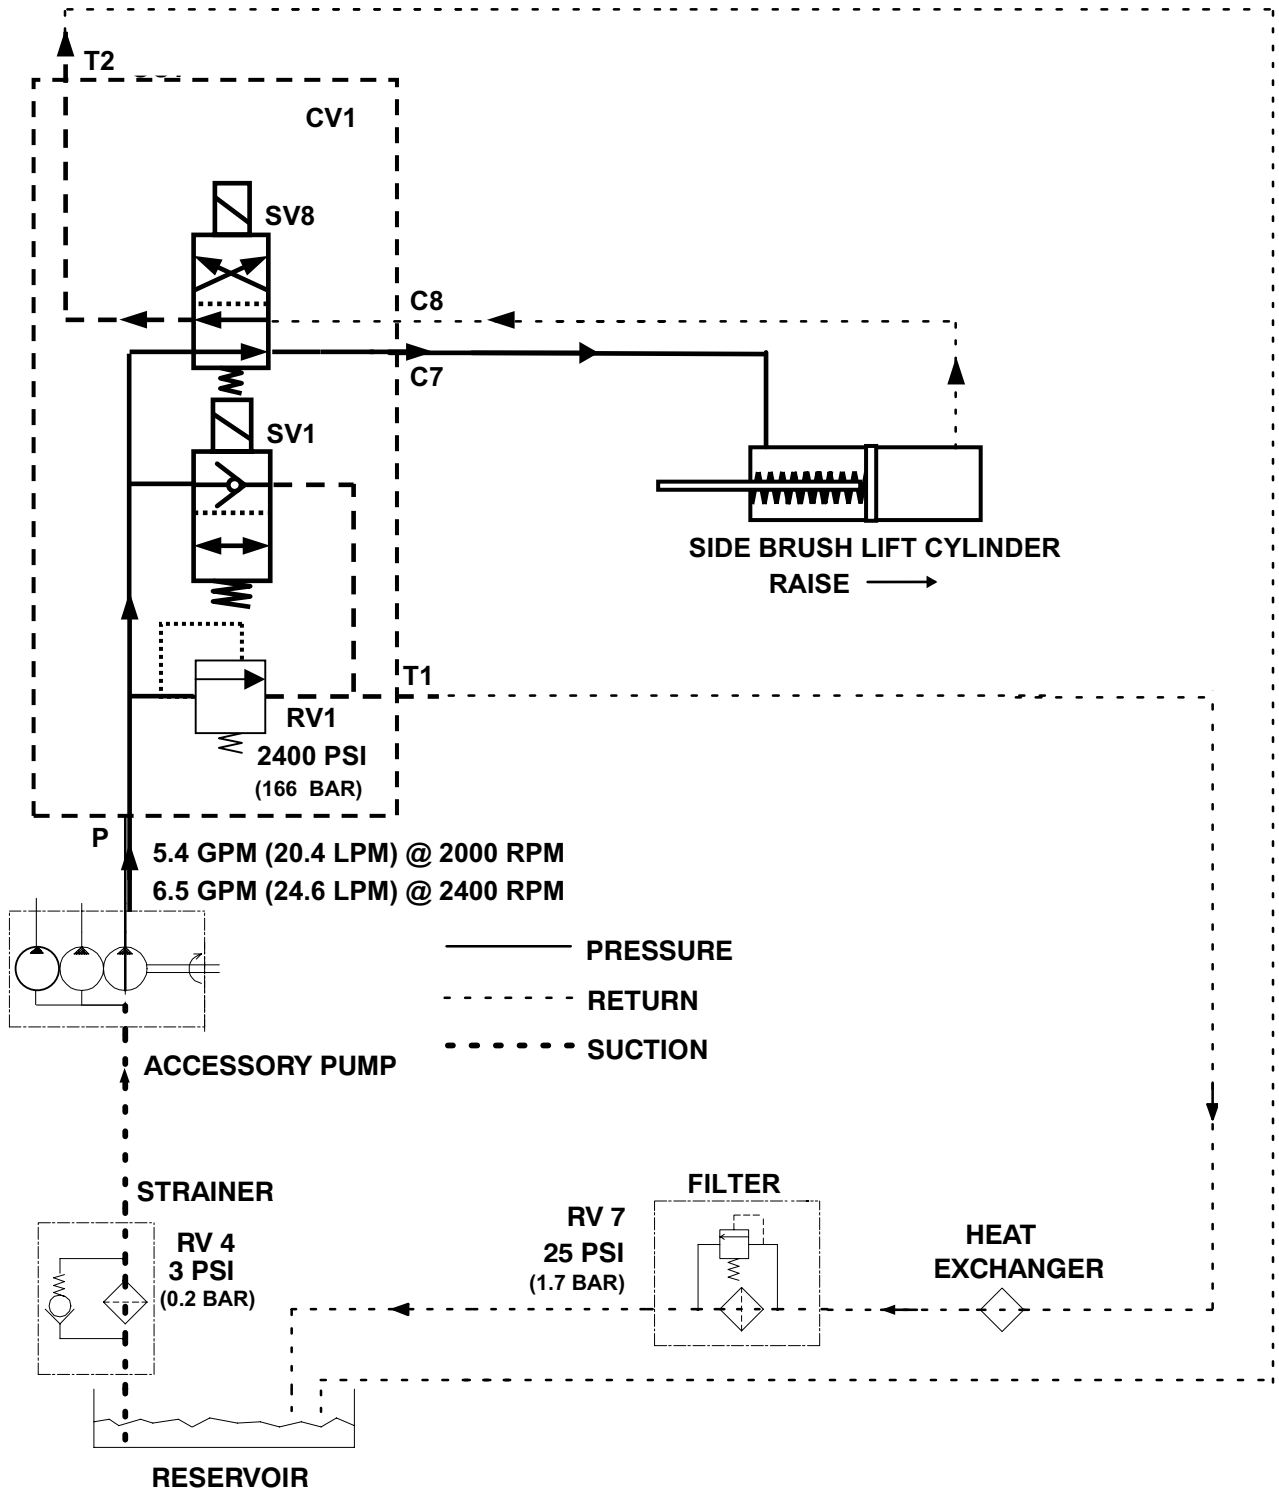 T2
CV1
SV8
C8
C7
SV1
SIDE BRUSH LIFT CYLINDER
RAISE
T1
RV1
2400 PSI
(166 BAR)
P
5.4 GPM (20.4 LPM) @ 2000 RPM
6.5 GPM (24.6 LPM) @ 2400 RPM
PRESSURE
RETURN
SUCTION
ACCESSORY PUMP
STRAINER
RV 4
3 PSI
(0.2 BAR)
FILTER
RV 7
25 PSI
(1.7 BAR)
HEAT
EXCHANGER
RESERVOIR